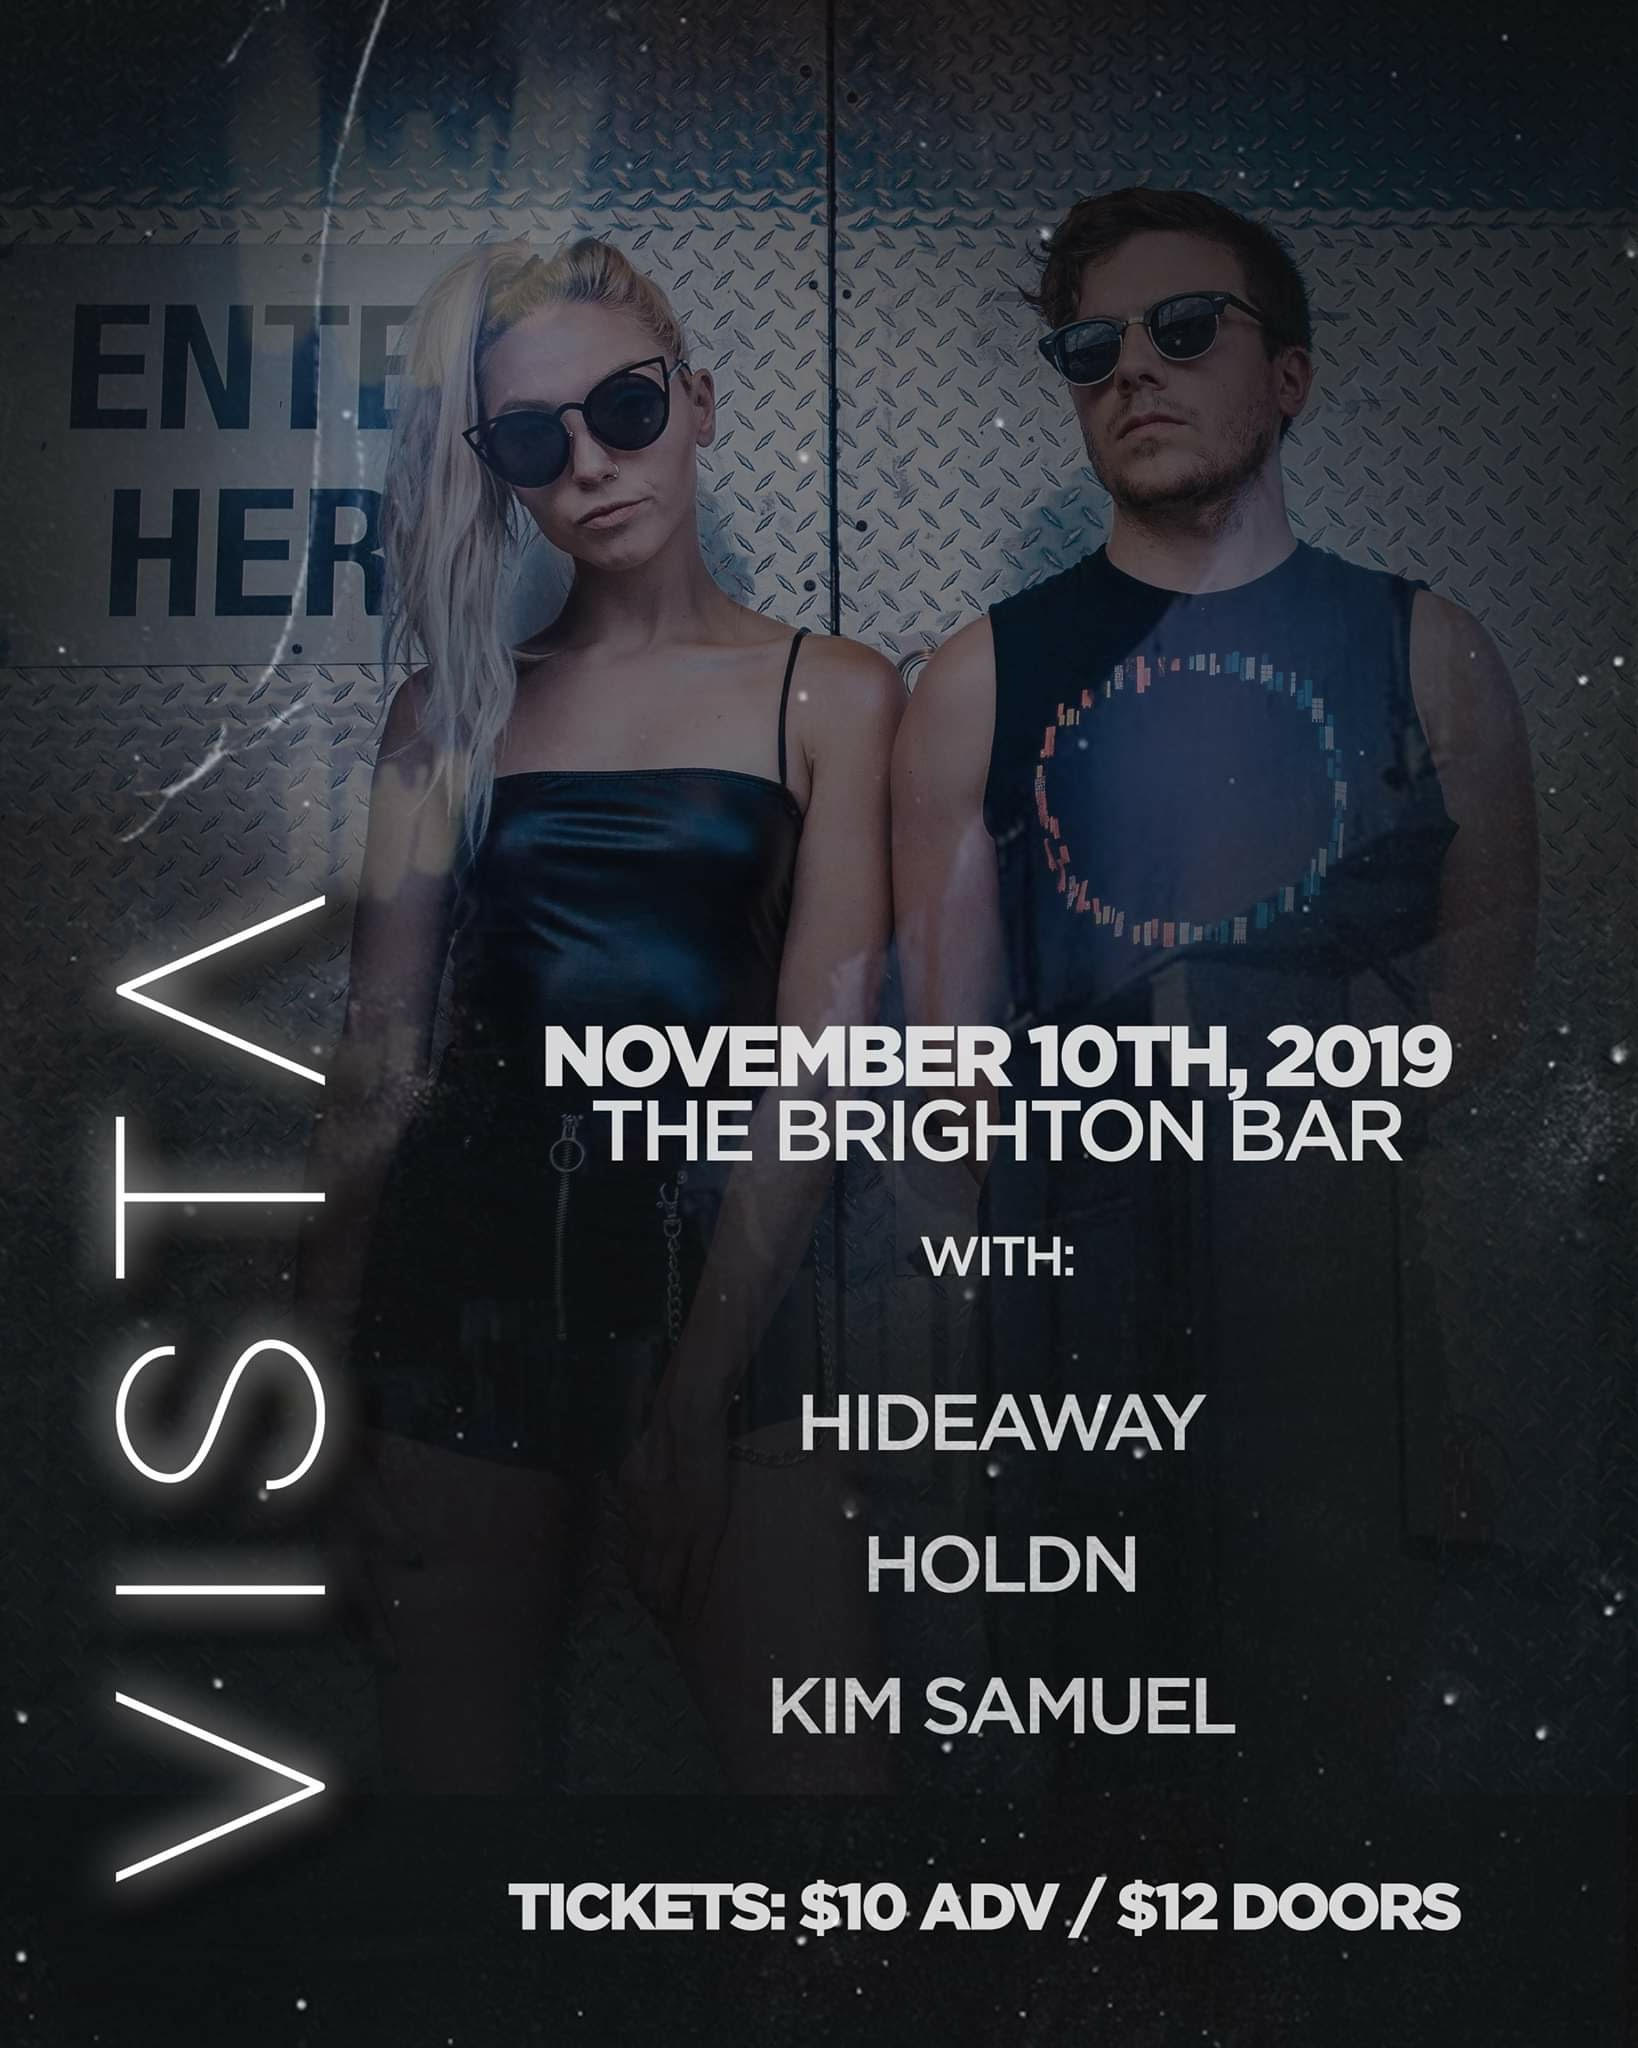 ENTE
HER
VISTA
NOVEMBER 10TH, 2019
THE BRIGHTON BAR
WITH:
HIDEAWAY
HOLDN
KIM SAMUEL
TICKETS: $10 ADV / $12 DOORS